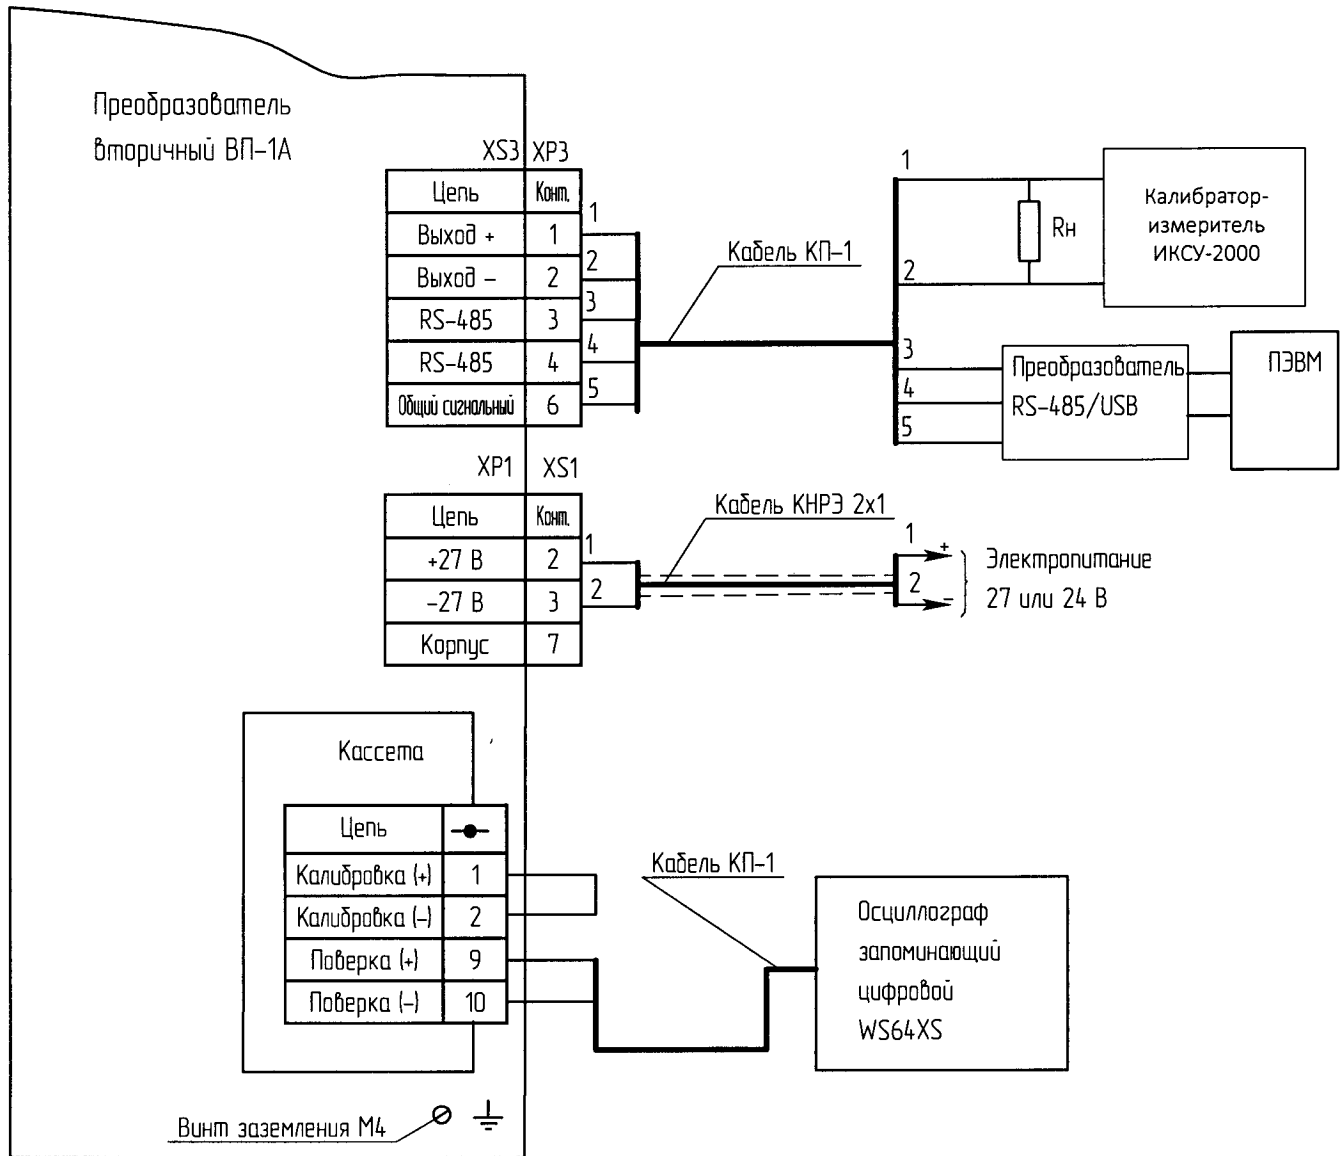 Преобразователь
вторичный ВП-1А
XS3 XP3
Цепь Конт.
Выход + 1
Выход - 2
RS-485 3
RS-485 4
Общий сигнальный 6
1
2
3
4
5
Кабель КП-1
1
2
3
4
5
Rн
Калибратор-
измеритель
ИКСУ-2000
Преобразователь
RS-485/USB
ПЭВМ
XP1 XS1
Цепь Конт.
+27 В 2
-27 В 3
Корпус 7
1
2
Кабель КНРЭ 2х1
1 +
2 -
Электропитание
27 или 24 В
Кассета
Цепь
Калибровка (+) 1
Калибровка (-) 2
Поверка (+) 9
Поверка (-) 10
Кабель КП-1
Осциллограф
запоминающий
цифровой
WS64XS
Винт заземления М4